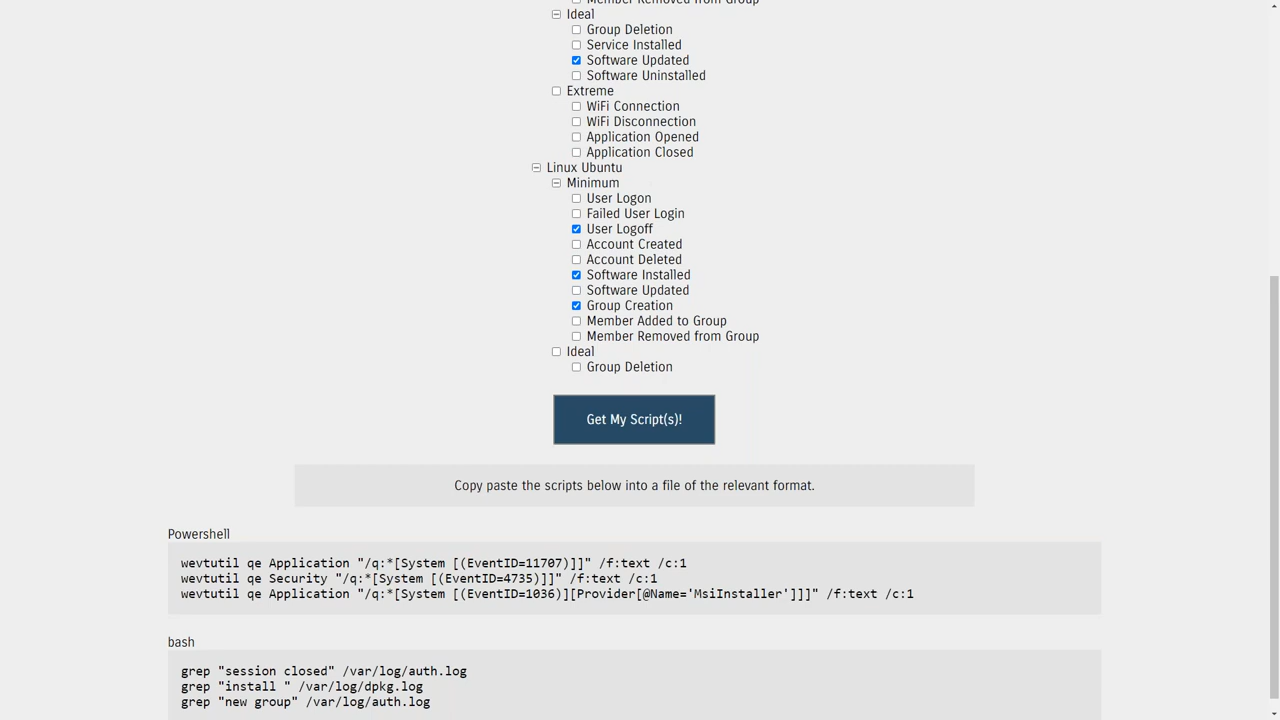 Member Removed from Group
Ideal
Group Deletion
Service Installed
Software Updated
Software Uninstalled
Extreme
WiFi Connection
WiFi Disconnection
Application Opened
Application Closed
Linux Ubuntu
Minimum
User Logon
Failed User Login
User Logoff
Account Created
Account Deleted
Software Installed
Software Updated
Group Creation
Member Added to Group
Member Removed from Group
Ideal
Group Deletion
Get My Script(s)!
Copy paste the scripts below into a file of the relevant format.
Powershell
wevtutil qe Application "/q:*[System [(EventID=11707)]]" /f:text /c:1
wevtutil qe Security "/q:*[System [(EventID=4735)]]" /f:text /c:1
wevtutil qe Application "/q:*[System [(EventID=1036)][Provider[@Name='MsiInstaller']]]" /f:text /c:1
bash
grep "session closed" /var/log/auth.log
grep "install " /var/log/dpkg.log
grep "new group" /var/log/auth.log